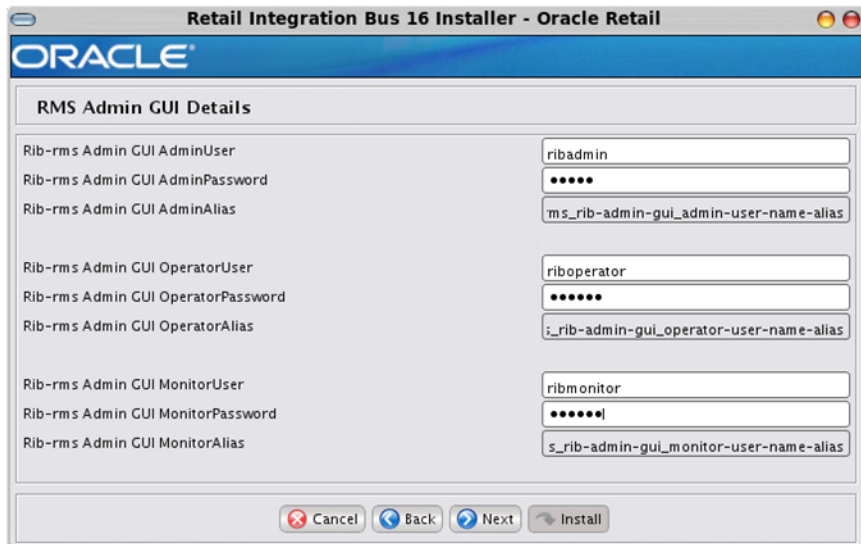 Retail Integration Bus 16 Installer - Oracle Retail
ORACLE®
RMS Admin GUI Details
Rib-rms Admin GUI AdminUser ribadmin
Rib-rms Admin GUI AdminPassword •••••
Rib-rms Admin GUI AdminAlias ms_rib-admin-gui_admin-user-name-alias
Rib-rms Admin GUI OperatorUser riboperator
Rib-rms Admin GUI OperatorPassword ••••••
Rib-rms Admin GUI OperatorAlias _rib-admin-gui_operator-user-name-alias
Rib-rms Admin GUI MonitorUser ribmonitor
Rib-rms Admin GUI MonitorPassword ••••••
Rib-rms Admin GUI MonitorAlias s_rib-admin-gui_monitor-user-name-alias
Cancel Back Next Install